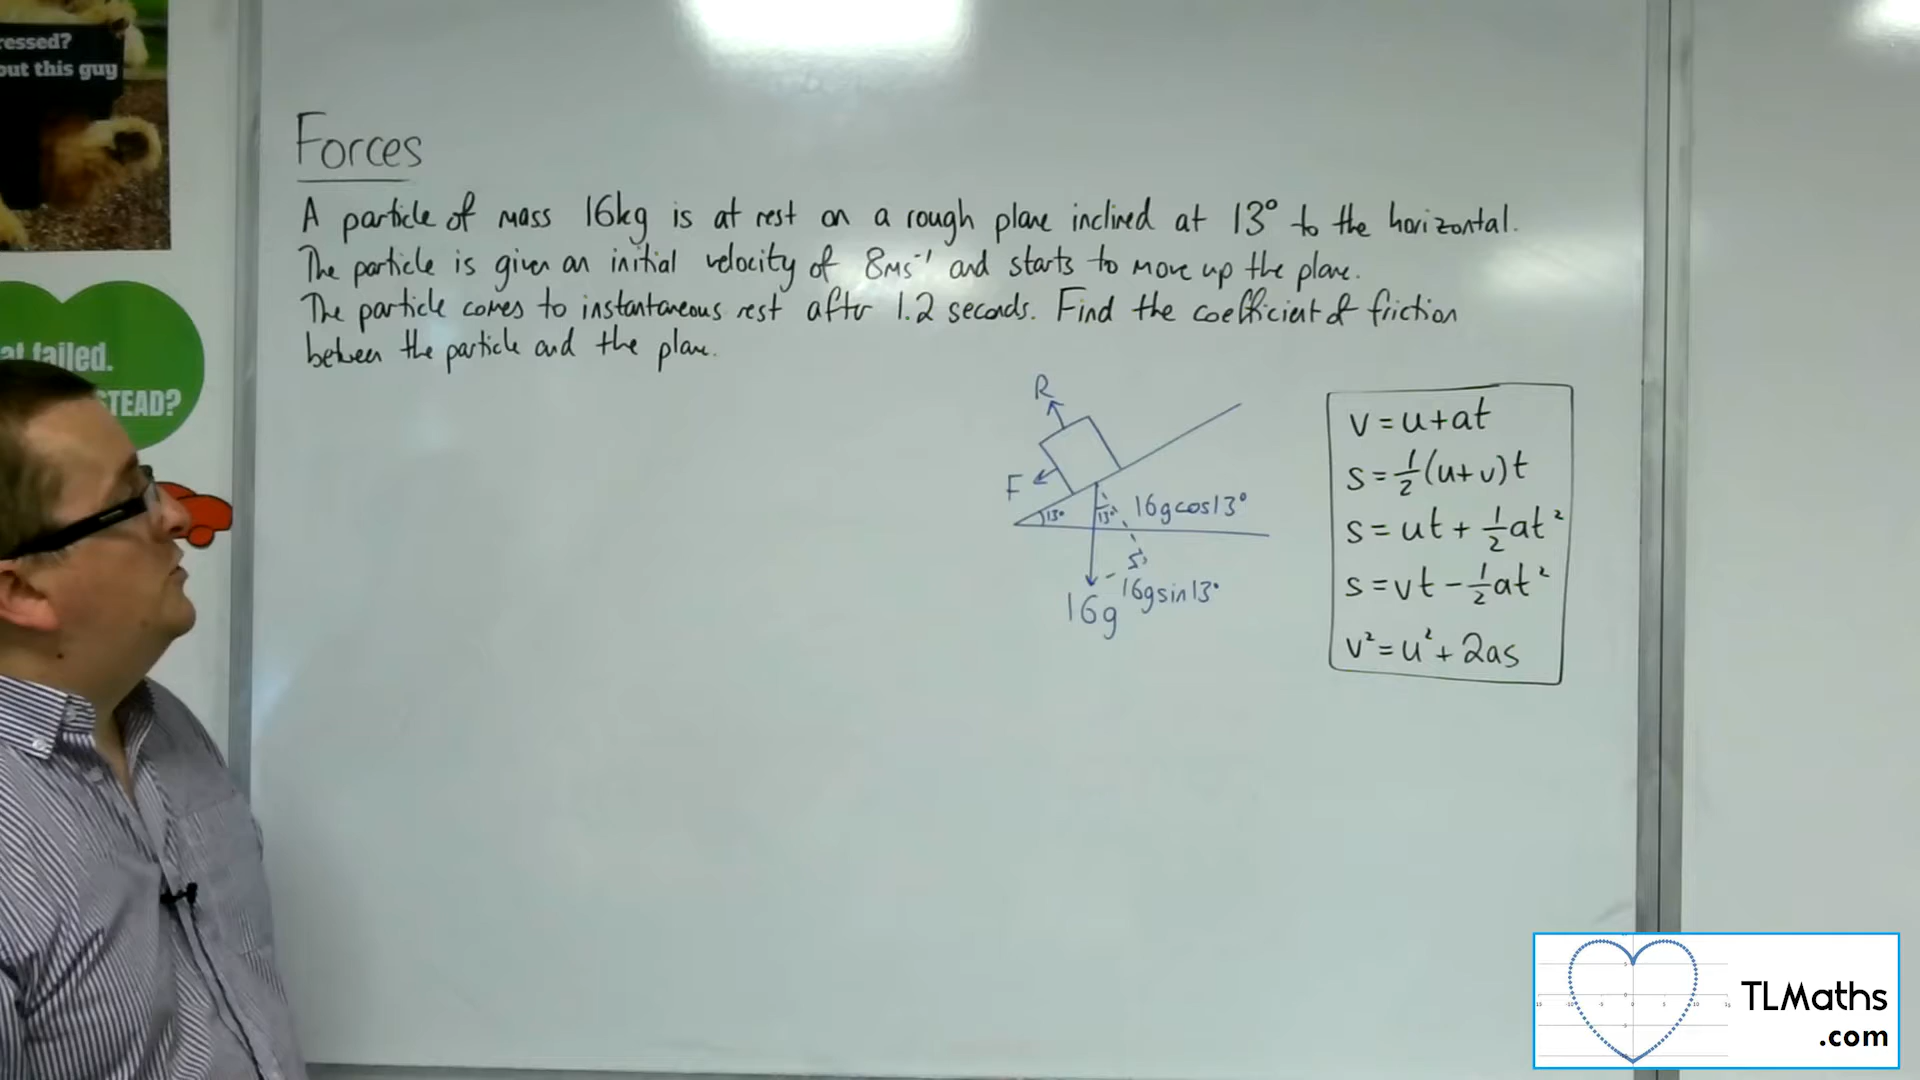 ressed?
out this guy
at failed.
STEAD?
Forces
A particle of mass 16kg is at rest on a rough plane inclined at 13° to the horizontal.
The particle is given an initial velocity of 8ms⁻¹ and starts to move up the plane.
The particle comes to instantaneous rest after 1.2 seconds. Find the coefficient of friction
between the particle and the plane.
R
F
13°
13°
16gcos13°
16gsin13°
16g
v = u+at
s = ½(u+v)t
s = ut + ½at²
s = vt − ½at²
v² = u² + 2as
TLMaths
.com